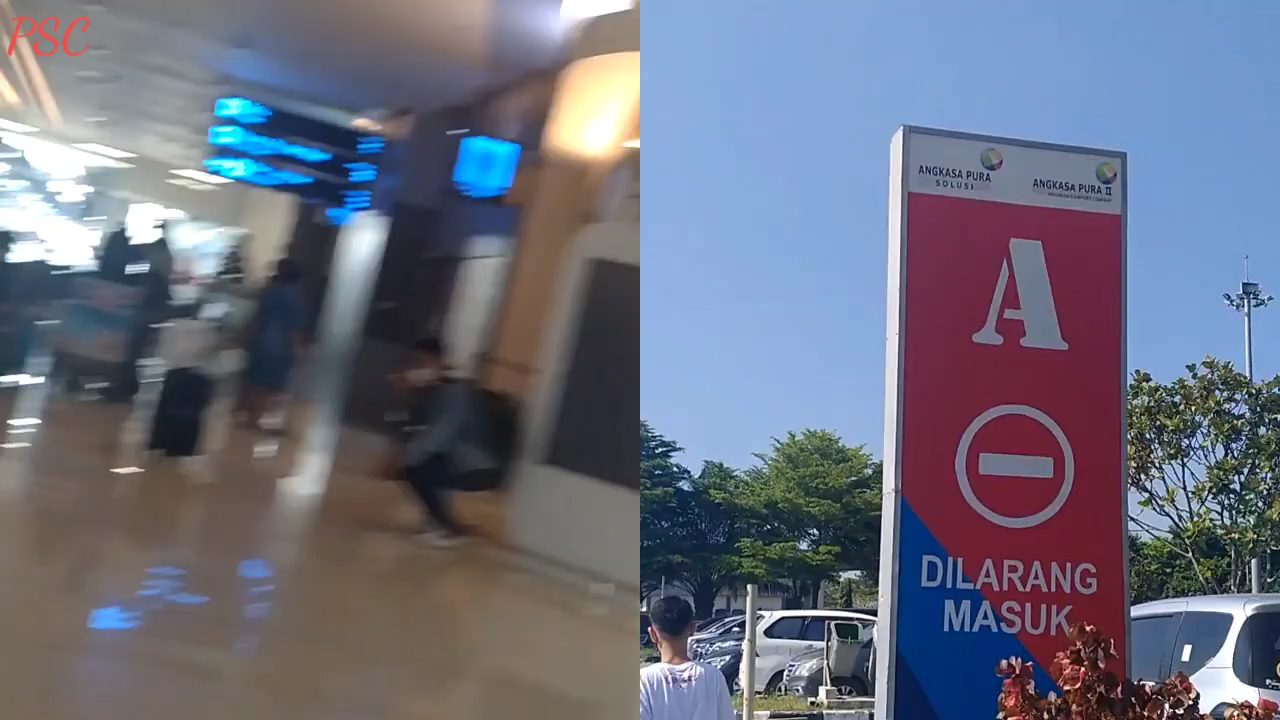 PSC
ANGKASA PURA
SOLUSI
ANGKASA PURA II
A
DILARANG
MASUK